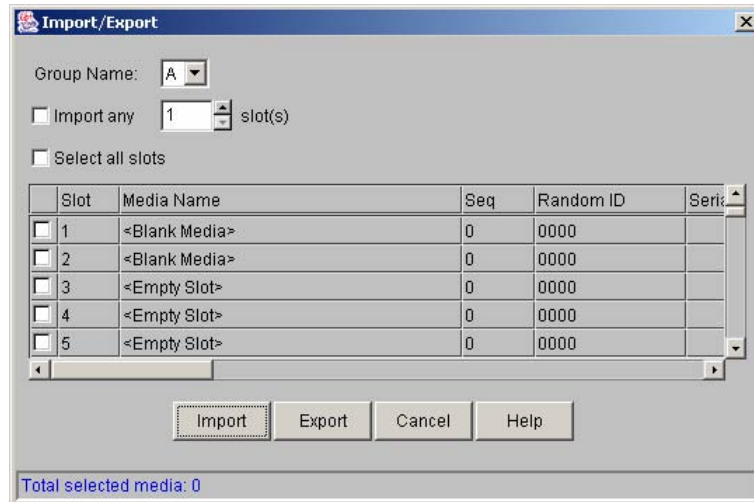 Import/Export
Group Name: A
Import any 1 slot(s)
Select all slots
Slot Media Name Seq Random ID Seria
1 <Blank Media> 0 0000
2 <Blank Media> 0 0000
3 <Empty Slot> 0 0000
4 <Empty Slot> 0 0000
5 <Empty Slot> 0 0000
Import Export Cancel Help
Total selected media: 0